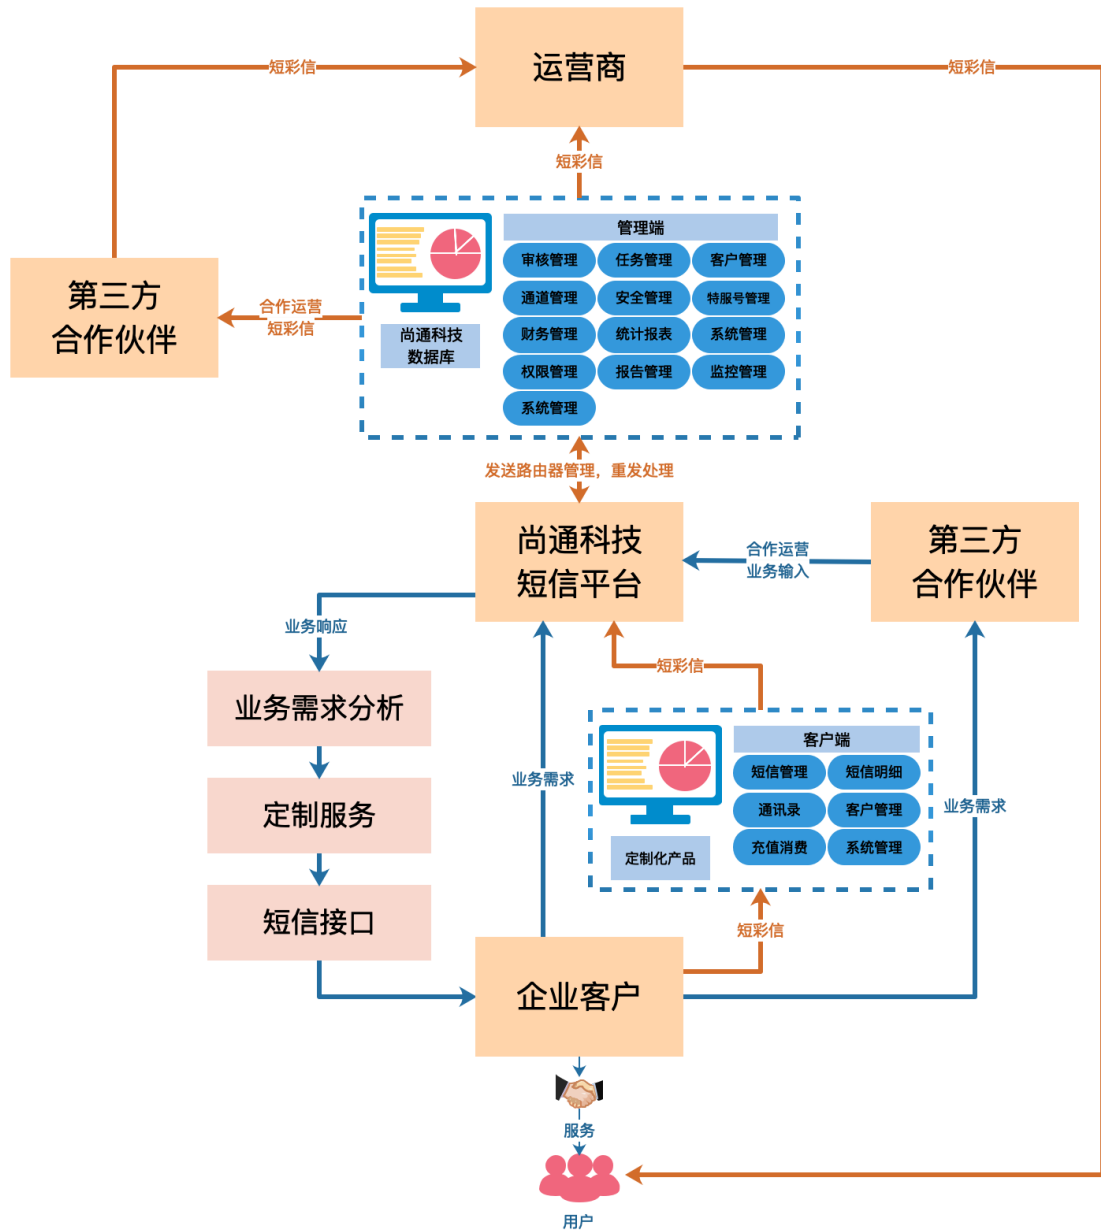 运营商
短彩信
短彩信
短彩信
管理端
审核管理 任务管理 客户管理
通道管理 安全管理 特服号管理
财务管理 统计报表 系统管理
权限管理 报告管理 监控管理
系统管理
尚通科技
数据库
第三方
合作伙伴
合作运营
短彩信
发送路由器管理，重发处理
尚通科技
短信平台
合作运营
业务输入
第三方
合作伙伴
业务响应
短彩信
业务需求分析
客户端
短信管理 短信明细
通讯录 客户管理
充值消费 系统管理
定制化产品
业务需求
业务需求
定制服务
短信接口
短彩信
企业客户
服务
用户